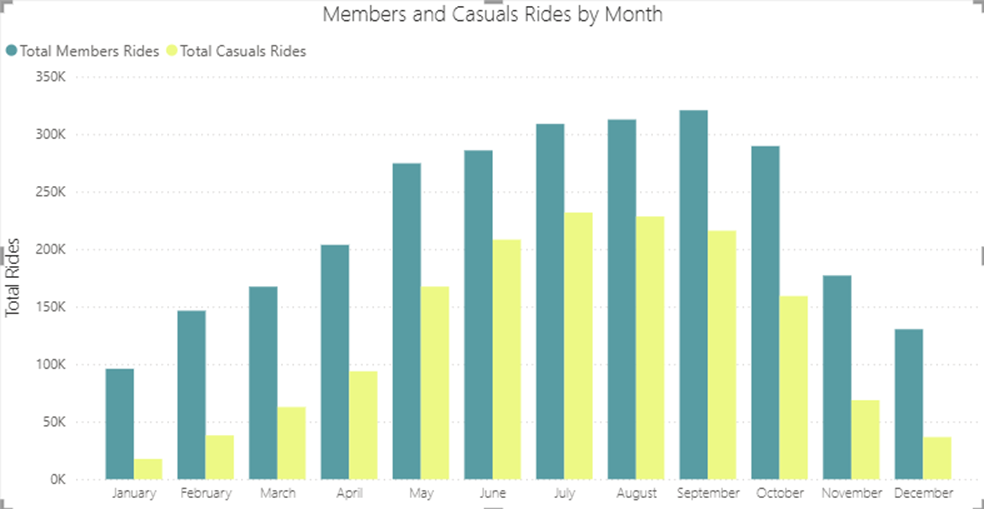 Members and Casuals Rides by Month
Total Members Rides Total Casuals Rides
350K
300K
250K
200K
150K
100K
50K
0K
Total Rides
January February March April May June July August September October November December